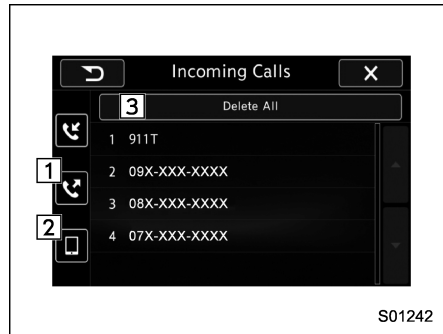 Incoming Calls
X
3
Delete All
1 911T
1
2 09X-XXX-XXXX
3 08X-XXX-XXXX
2
4 07X-XXX-XXXX
S01242